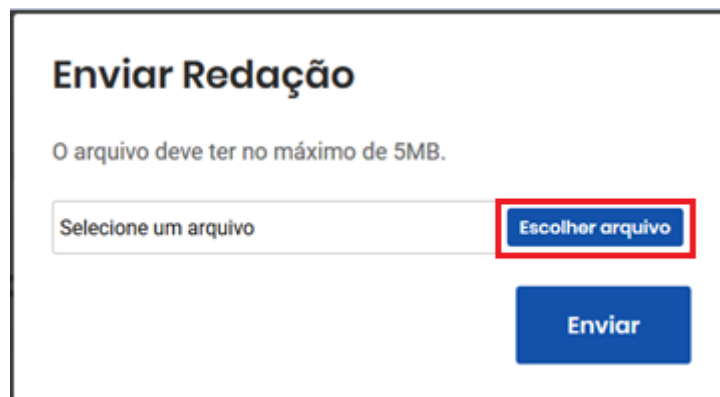 Enviar Redação
O arquivo deve ter no máximo de 5MB.
Selecione um arquivo Escolher arquivo
Enviar